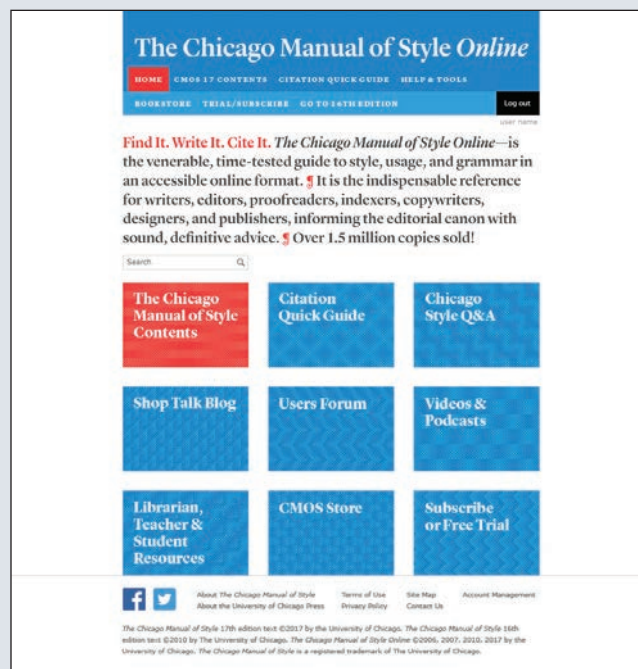 The Chicago Manual of Style Online
HOME CMOS 17 CONTENTS CITATION QUICK GUIDE HELP & TOOLS
BOOKSTORE TRIAL/SUBSCRIBE GO TO 16TH EDITION Log out
user name
Find It. Write It. Cite It. The Chicago Manual of Style Online—is
the venerable, time-tested guide to style, usage, and grammar in
an accessible online format. ¶ It is the indispensable reference
for writers, editors, proofreaders, indexers, copywriters,
designers, and publishers, informing the editorial canon with
sound, definitive advice. ¶ Over 1.5 million copies sold!
Search
The Chicago
Manual of Style
Contents
Citation
Quick Guide
Chicago
Style Q&A
Shop Talk Blog
Users Forum
Videos &
Podcasts
Librarian,
Teacher &
Student
Resources
CMOS Store
Subscribe
or Free Trial
About The Chicago Manual of Style Terms of Use Site Map Account Management
About the University of Chicago Press Privacy Policy Contact Us
The Chicago Manual of Style 17th edition text ©2017 by the University of Chicago. The Chicago Manual of Style 16th
edition text ©2010 by The University of Chicago. The Chicago Manual of Style Online ©2006, 2007, 2010, 2017 by the
University of Chicago. The Chicago Manual of Style is a registered trademark of The University of Chicago.